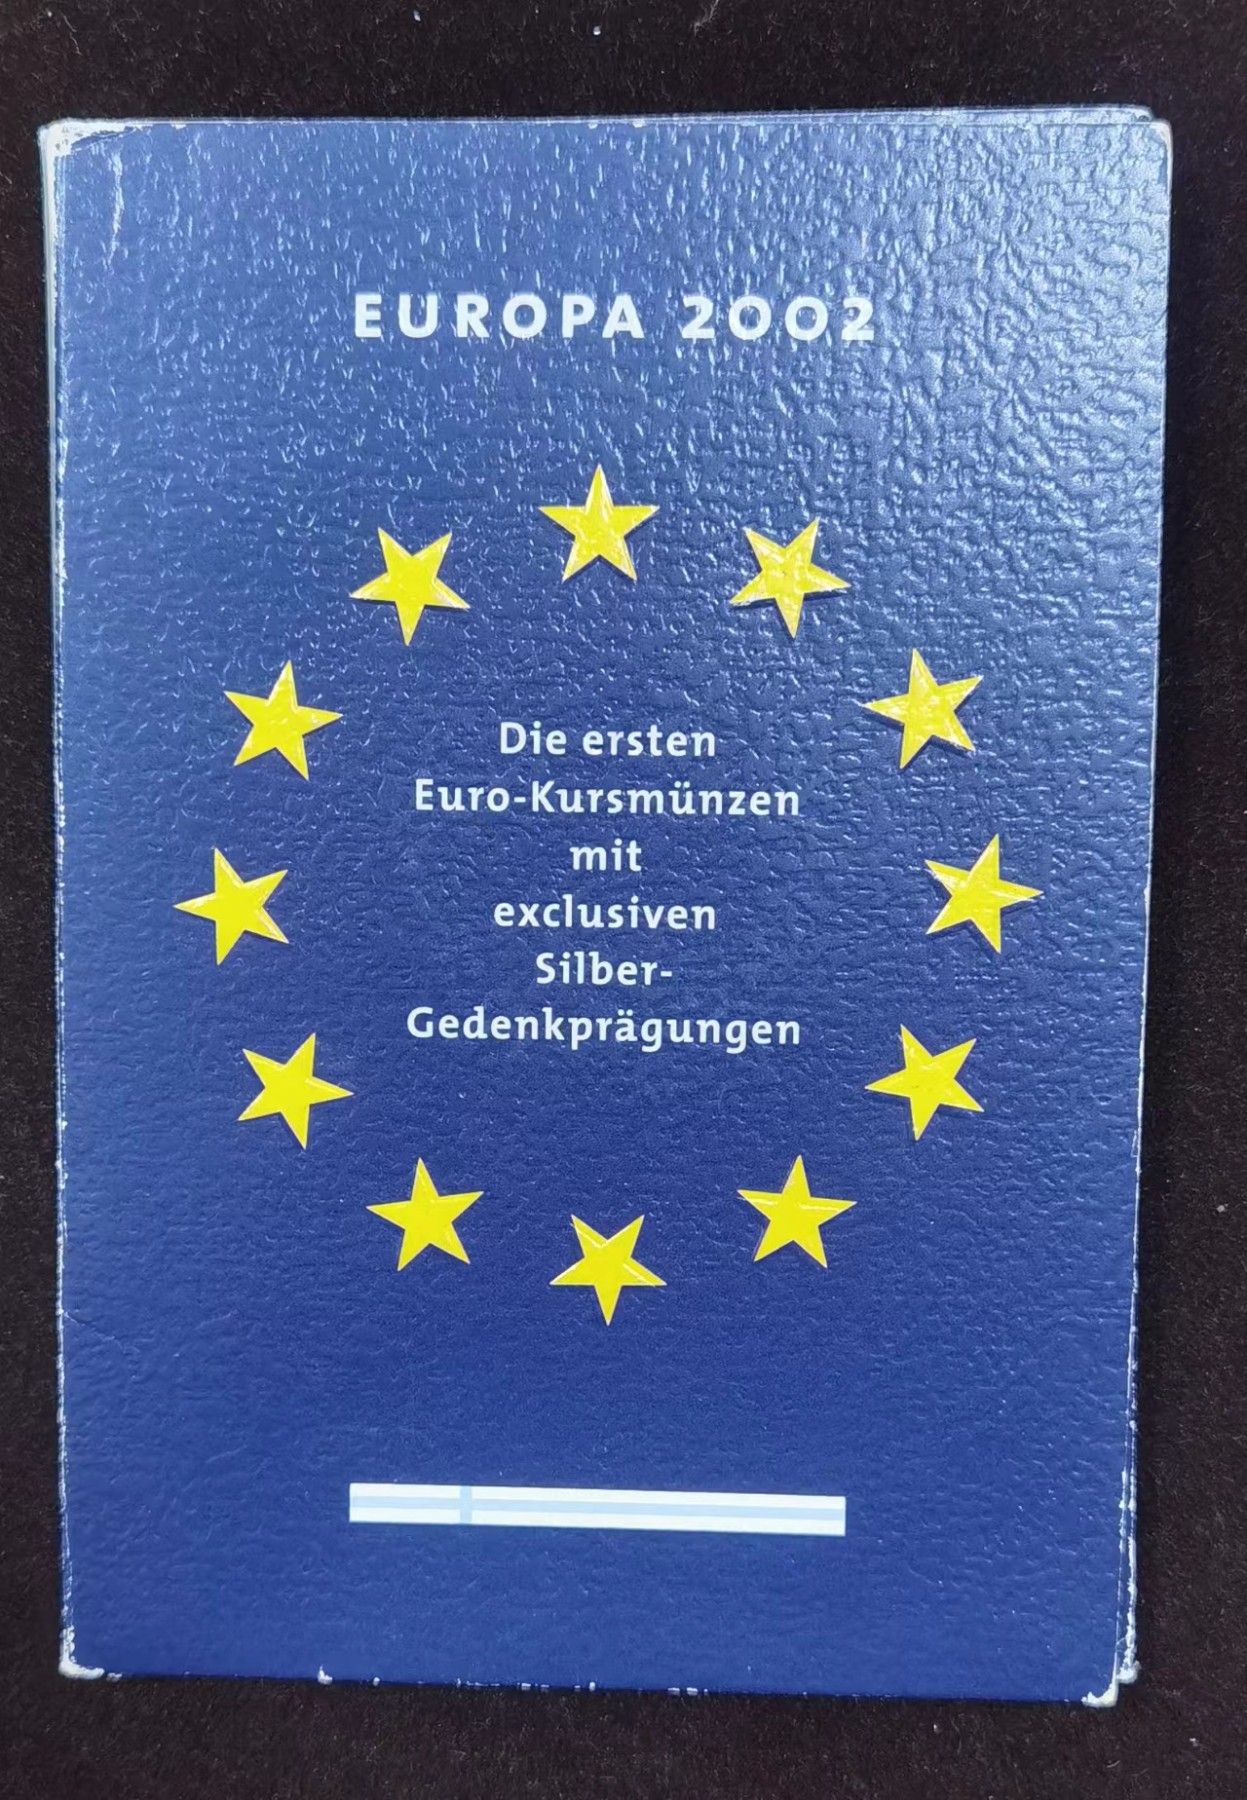 EUROPA 2002
Die ersten
Euro-Kursmünzen
mit
exclusiven
Silber-
Gedenkprägungen